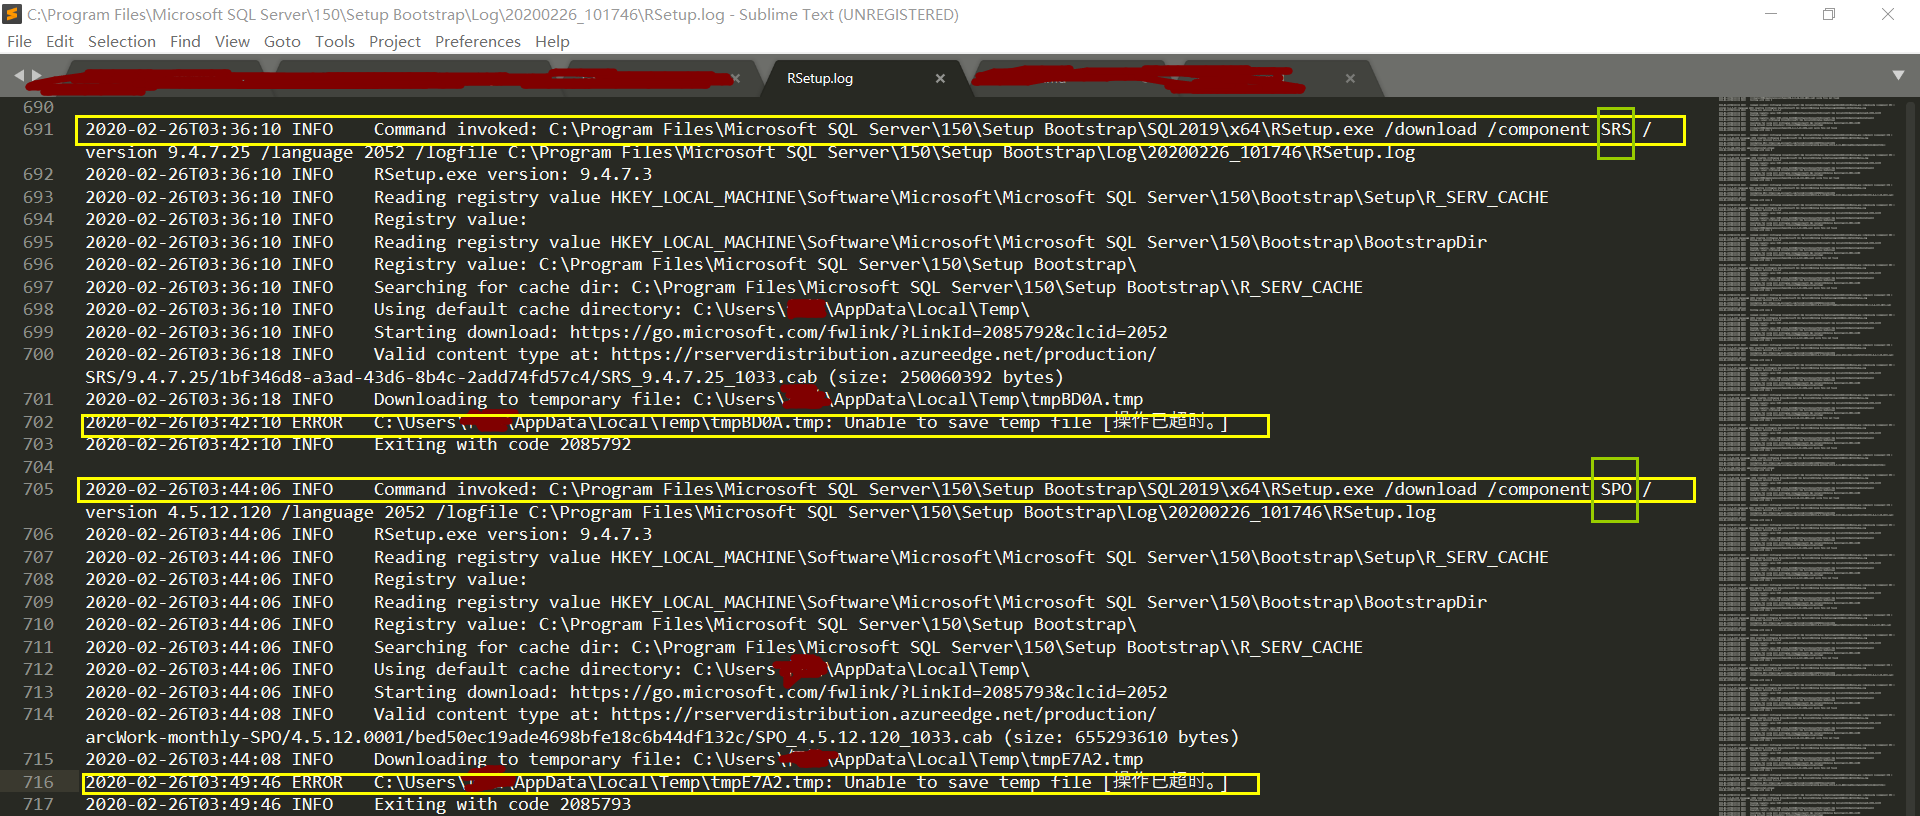 C:\Program Files\Microsoft SQL Server\150\Setup Bootstrap\Log\20200226_101746\RSetup.log - Sublime Text (UNREGISTERED)
File Edit Selection Find View Goto Tools Project Preferences Help
RSetup.log
690
691 2020-02-26T03:36:10 INFO Command invoked: C:\Program Files\Microsoft SQL Server\150\Setup Bootstrap\SQL2019\x64\RSetup.exe /download /component SRS /
version 9.4.7.25 /language 2052 /logfile C:\Program Files\Microsoft SQL Server\150\Setup Bootstrap\Log\20200226_101746\RSetup.log
692 2020-02-26T03:36:10 INFO RSetup.exe version: 9.4.7.3
693 2020-02-26T03:36:10 INFO Reading registry value HKEY_LOCAL_MACHINE\Software\Microsoft\Microsoft SQL Server\150\Bootstrap\Setup\R_SERV_CACHE
694 2020-02-26T03:36:10 INFO Registry value:
695 2020-02-26T03:36:10 INFO Reading registry value HKEY_LOCAL_MACHINE\Software\Microsoft\Microsoft SQL Server\150\Bootstrap\BootstrapDir
696 2020-02-26T03:36:10 INFO Registry value: C:\Program Files\Microsoft SQL Server\150\Setup Bootstrap\
697 2020-02-26T03:36:10 INFO Searching for cache dir: C:\Program Files\Microsoft SQL Server\150\Setup Bootstrap\\R_SERV_CACHE
698 2020-02-26T03:36:10 INFO Using default cache directory: C:\Users\ \AppData\Local\Temp\
699 2020-02-26T03:36:10 INFO Starting download: https://go.microsoft.com/fwlink/?LinkId=2085792&clcid=2052
700 2020-02-26T03:36:18 INFO Valid content type at: https://rserverdistribution.azureedge.net/production/
SRS/9.4.7.25/1bf346d8-a3ad-43d6-8b4c-2add74fd57c4/SRS_9.4.7.25_1033.cab (size: 250060392 bytes)
701 2020-02-26T03:36:18 INFO Downloading to temporary file: C:\Users\ \AppData\Local\Temp\tmpBD0A.tmp
702 2020-02-26T03:42:10 ERROR C:\Users\ \AppData\Local\Temp\tmpBD0A.tmp: Unable to save temp file [操作已超时。]
703 2020-02-26T03:42:10 INFO Exiting with code 2085792
704
705 2020-02-26T03:44:06 INFO Command invoked: C:\Program Files\Microsoft SQL Server\150\Setup Bootstrap\SQL2019\x64\RSetup.exe /download /component SPO /
version 4.5.12.120 /language 2052 /logfile C:\Program Files\Microsoft SQL Server\150\Setup Bootstrap\Log\20200226_101746\RSetup.log
706 2020-02-26T03:44:06 INFO RSetup.exe version: 9.4.7.3
707 2020-02-26T03:44:06 INFO Reading registry value HKEY_LOCAL_MACHINE\Software\Microsoft\Microsoft SQL Server\150\Bootstrap\Setup\R_SERV_CACHE
708 2020-02-26T03:44:06 INFO Registry value:
709 2020-02-26T03:44:06 INFO Reading registry value HKEY_LOCAL_MACHINE\Software\Microsoft\Microsoft SQL Server\150\Bootstrap\BootstrapDir
710 2020-02-26T03:44:06 INFO Registry value: C:\Program Files\Microsoft SQL Server\150\Setup Bootstrap\
711 2020-02-26T03:44:06 INFO Searching for cache dir: C:\Program Files\Microsoft SQL Server\150\Setup Bootstrap\\R_SERV_CACHE
712 2020-02-26T03:44:06 INFO Using default cache directory: C:\Users \AppData\Local\Temp\
713 2020-02-26T03:44:06 INFO Starting download: https://go.microsoft.com/fwlink/?LinkId=2085793&clcid=2052
714 2020-02-26T03:44:08 INFO Valid content type at: https://rserverdistribution.azureedge.net/production/
arcWork-monthly-SPO/4.5.12.0001/bed50ec19ade4698bfe18c6b44df132c/SPO_4.5.12.120_1033.cab (size: 655293610 bytes)
715 2020-02-26T03:44:08 INFO Downloading to temporary file: C:\Users\ \AppData\Local\Temp\tmpE7A2.tmp
716 2020-02-26T03:49:46 ERROR C:\Users\ AppData\Local\Temp\tmpE7A2.tmp: Unable to save temp file [操作已超时。]
717 2020-02-26T03:49:46 INFO Exiting with code 2085793